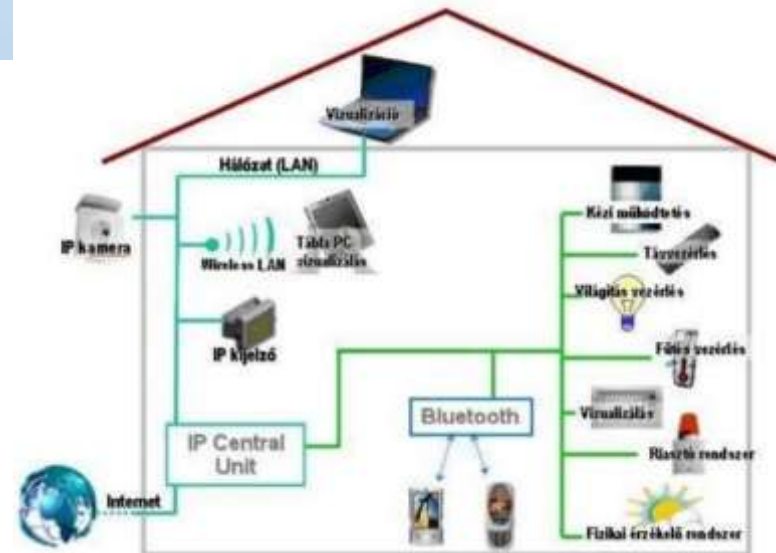 Vizualizáció
Hálózat (LAN)
IP kamera
Wireless LAN
Tábla PC
vizualizálás
IP kijelző
IP Central
Unit
Internet
Bluetooth
Kézi működtetés
Távvezérlés
Világítás vezérlés
Fűtés vezérlés
Vizualizálás
Riasztó rendszer
Fizikai érzékelő rendszer